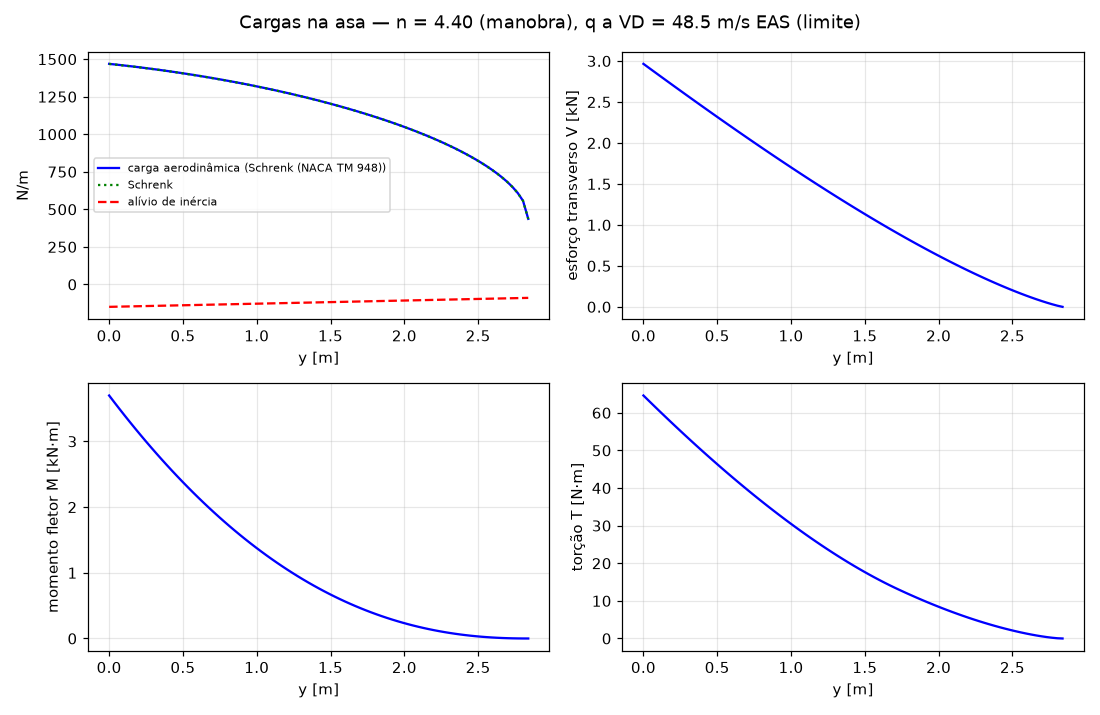 Cargas na asa — n = 4.40 (manobra), q a VD = 48.5 m/s EAS (limite)
1500
1250
1000
750
500
250
0
N/m
carga aerodinâmica (Schrenk (NACA TM 948))
Schrenk
alívio de inércia
0.0 0.5 1.0 1.5 2.0 2.5
y [m]
3.0
2.5
2.0
1.5
1.0
0.5
0.0
esforço transverso V [kN]
0.0 0.5 1.0 1.5 2.0 2.5
y [m]
3
2
1
0
momento fletor M [kN·m]
0.0 0.5 1.0 1.5 2.0 2.5
y [m]
60
50
40
30
20
10
0
torção T [N·m]
0.0 0.5 1.0 1.5 2.0 2.5
y [m]